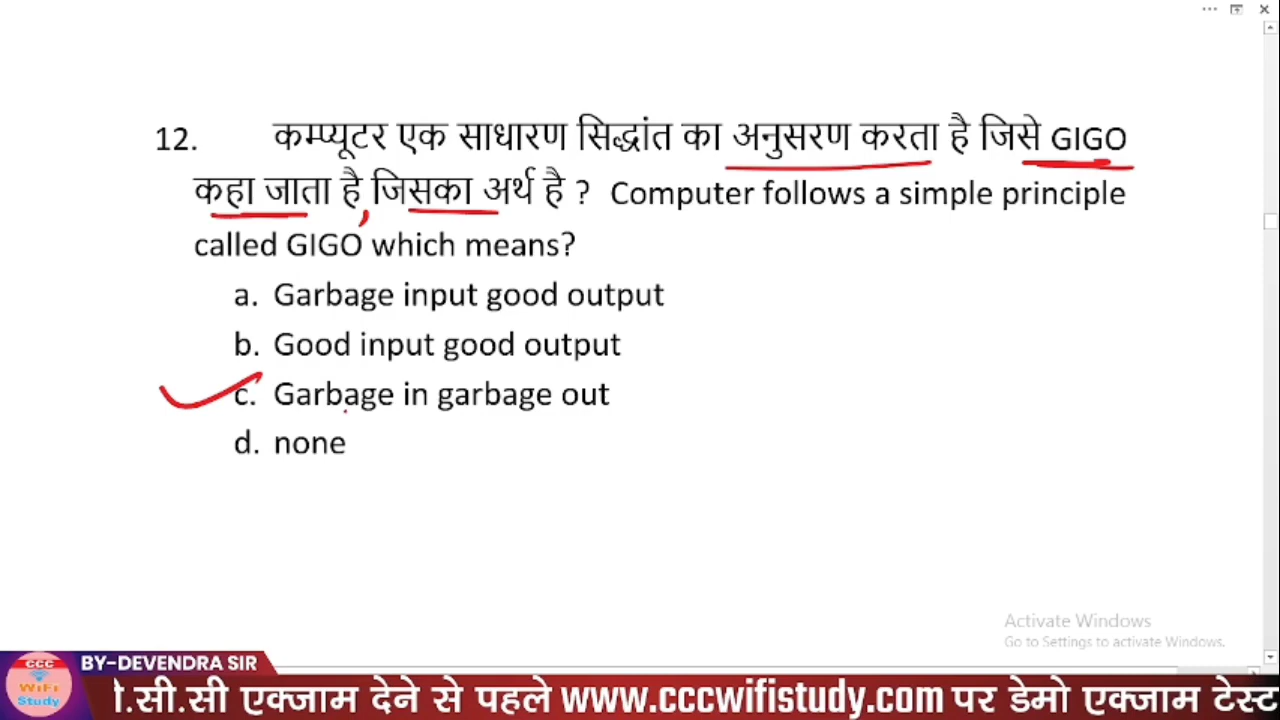 12. कम्प्यूटर एक साधारण सिद्धांत का अनुसरण करता है जिसे GIGO
कहा जाता है, जिसका अर्थ है ? Computer follows a simple principle
called GIGO which means?
a. Garbage input good output
b. Good input good output
c. Garbage in garbage out
d. none
Activate Windows
Go to Settings to activate Windows.
CCC
WiFi
Study
BY-DEVENDRA SIR
.सी.सी एक्जाम देने से पहले www.cccwifistudy.com पर डेमो एक्जाम टेस्ट